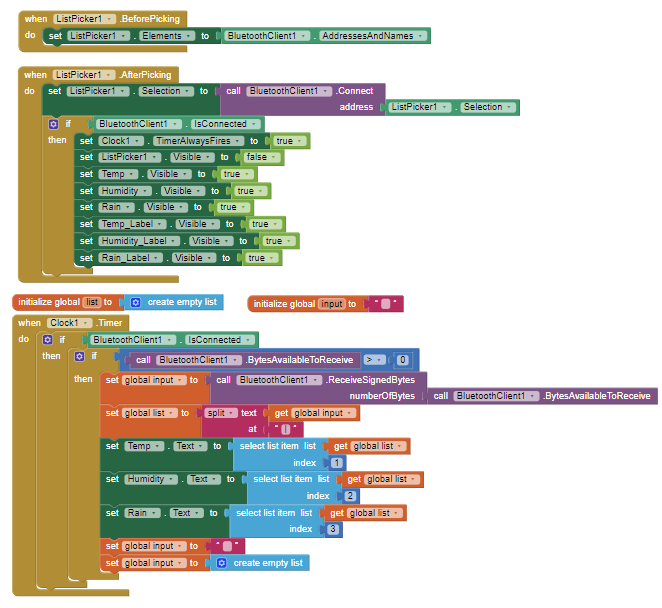 when ListPicker1 . BeforePicking
do set ListPicker1 . Elements to BluetoothClient1 . AddressesAndNames
when ListPicker1 . AfterPicking
do set ListPicker1 . Selection to call BluetoothClient1 . Connect
address ListPicker1 . Selection
if BluetoothClient1 . IsConnected
then set Clock1 . TimerAlwaysFires to true
set ListPicker1 . Visible to false
set Temp . Visible to true
set Humidity . Visible to true
set Rain . Visible to true
set Temp_Label . Visible to true
set Humidity_Label . Visible to true
set Rain_Label . Visible to true
initialize global list to create empty list
initialize global input to " "
when Clock1 . Timer
do if BluetoothClient1 . IsConnected
then if call BluetoothClient1 . BytesAvailableToReceive > 0
then set global input to call BluetoothClient1 . ReceiveSignedBytes
numberOfBytes call BluetoothClient1 . BytesAvailableToReceive
set global list to split text get global input
at " | "
set Temp . Text to select list item list get global list
index 1
set Humidity . Text to select list item list get global list
index 2
set Rain . Text to select list item list get global list
index 3
set global input to " "
set global input to create empty list